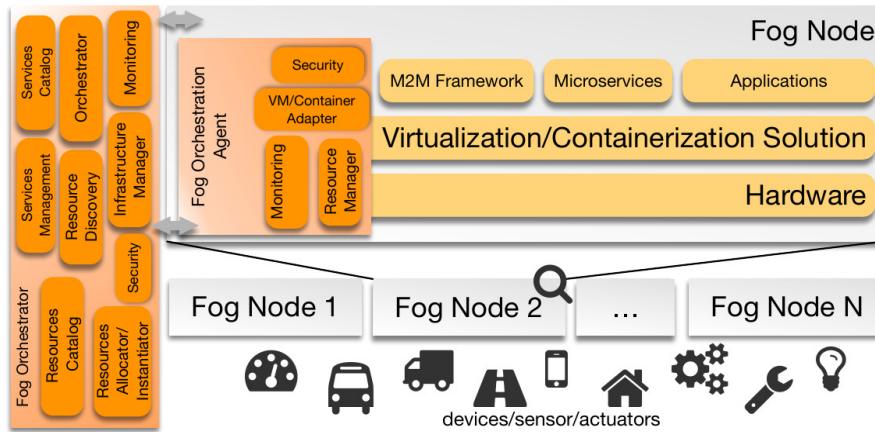 Fog Orchestrator
Services
Catalog
Orchestrator
Monitoring
Services
Management
Resource
Discovery
Infrastructure
Manager
Security
Resources
Catalog
Resources
Allocator/
Instantiator
Fog Orchestration
Agent
Security
VM/Container
Adapter
Monitoring
Resource
Manager
Fog Node
M2M Framework
Microservices
Applications
Virtualization/Containerization Solution
Hardware
Fog Node 1
Fog Node 2
...
Fog Node N
devices/sensor/actuators